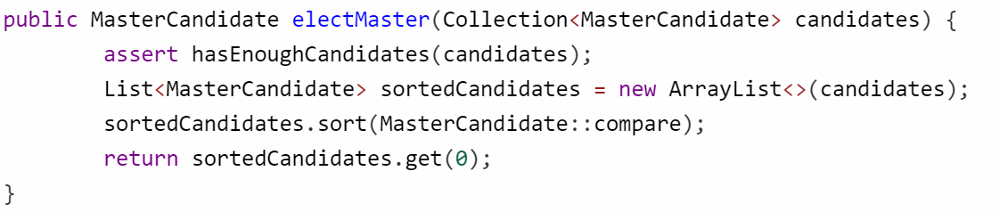 public MasterCandidate electMaster(Collection<MasterCandidate> candidates) {
        assert hasEnoughCandidates(candidates);
        List<MasterCandidate> sortedCandidates = new ArrayList<>(candidates);
        sortedCandidates.sort(MasterCandidate::compare);
        return sortedCandidates.get(0);
}